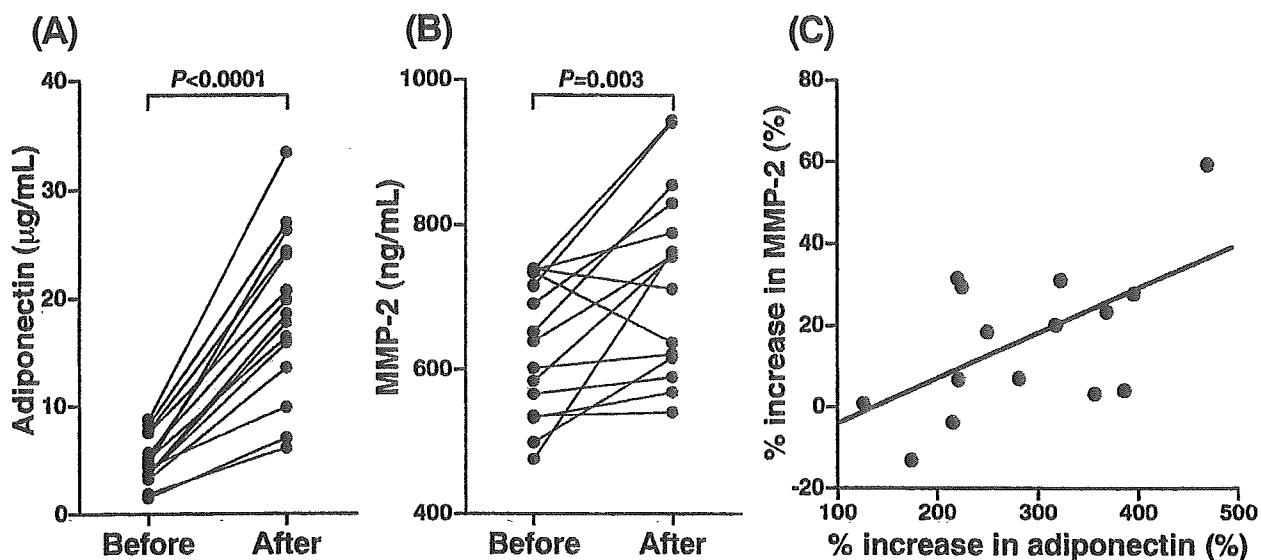 (A)
P<0.0001
Adiponectin (μg/mL)
40
30
20
10
0
Before After
(B)
P=0.003
MMP-2 (ng/mL)
1000
800
600
400
Before After
(C)
% increase in MMP-2 (%)
80
60
40
20
0
-20
100 200 300 400 500
% increase in adiponectin (%)